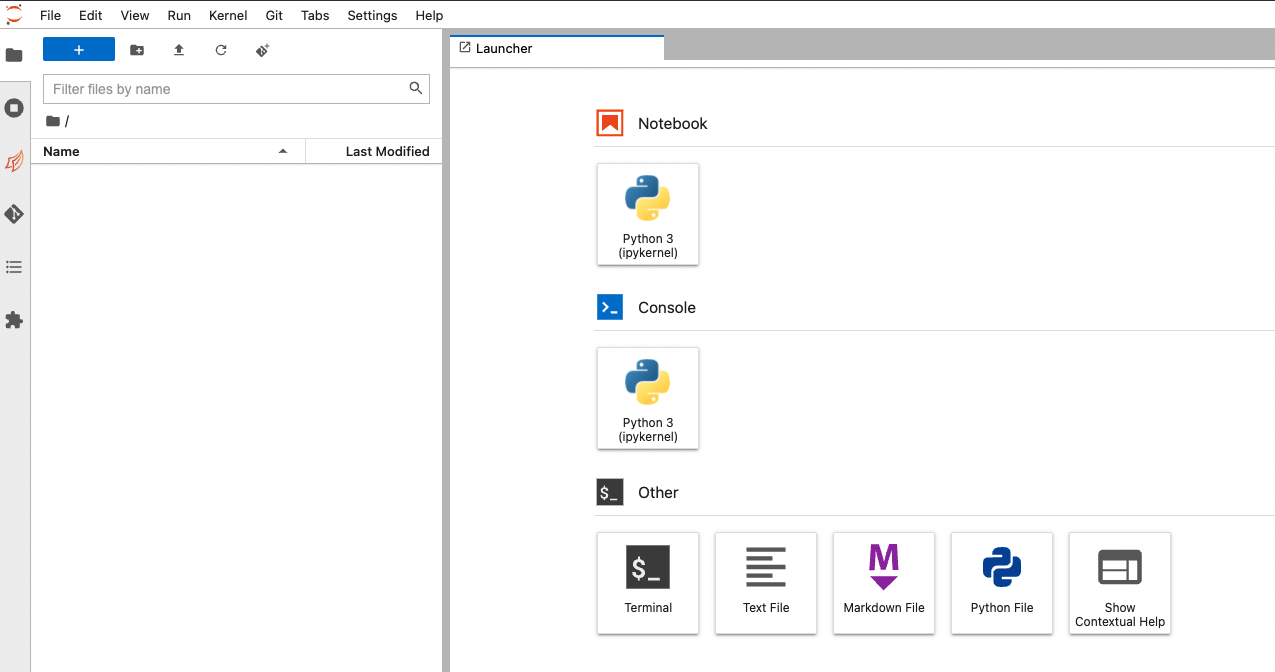 File Edit View Run Kernel Git Tabs Settings Help
+
Filter files by name
/
Name Last Modified
Launcher
Notebook
Python 3
(ipykernel)
Console
Python 3
(ipykernel)
$_ Other
$_
Terminal
Text File
M
Markdown File
Python File
Show
Contextual Help